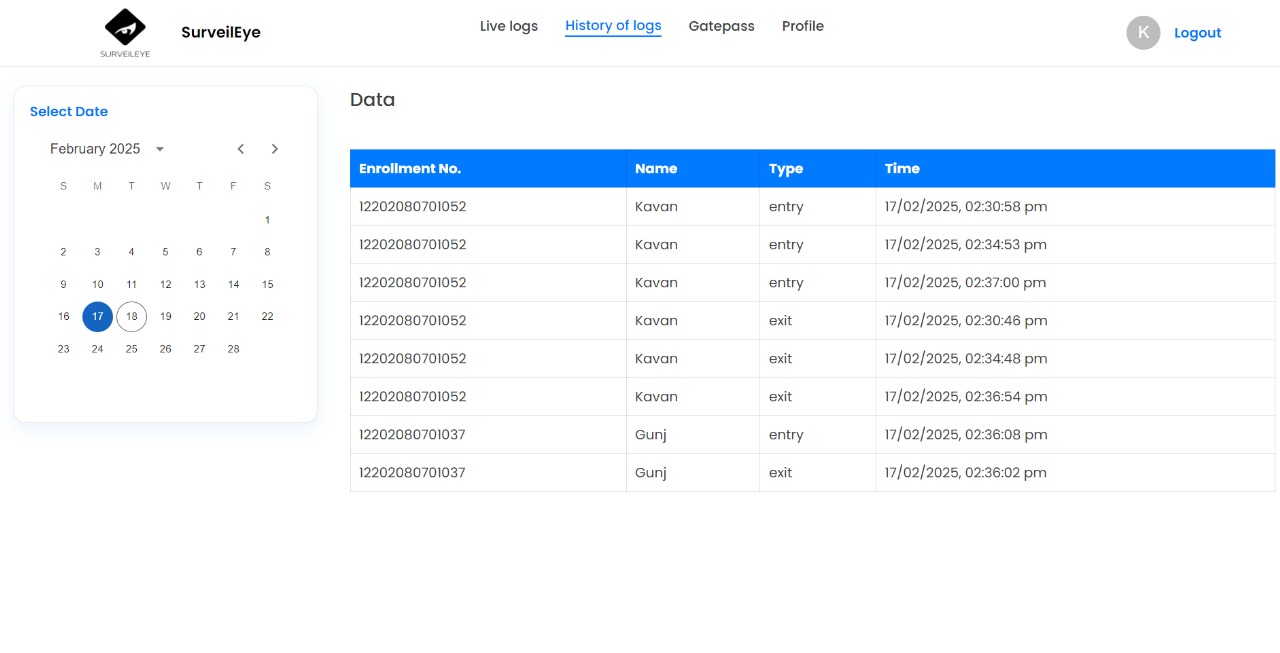 SURVEILEYE
SurveilEye
Live logs History of logs Gatepass Profile
K Logout
Select Date
February 2025
S M T W T F S
1
2 3 4 5 6 7 8
9 10 11 12 13 14 15
16 17 18 19 20 21 22
23 24 25 26 27 28
Data
Enrollment No. Name Type Time
12202080701052 Kavan entry 17/02/2025, 02:30:58 pm
12202080701052 Kavan entry 17/02/2025, 02:34:53 pm
12202080701052 Kavan entry 17/02/2025, 02:37:00 pm
12202080701052 Kavan exit 17/02/2025, 02:30:46 pm
12202080701052 Kavan exit 17/02/2025, 02:34:48 pm
12202080701052 Kavan exit 17/02/2025, 02:36:54 pm
12202080701037 Gunj entry 17/02/2025, 02:36:08 pm
12202080701037 Gunj exit 17/02/2025, 02:36:02 pm